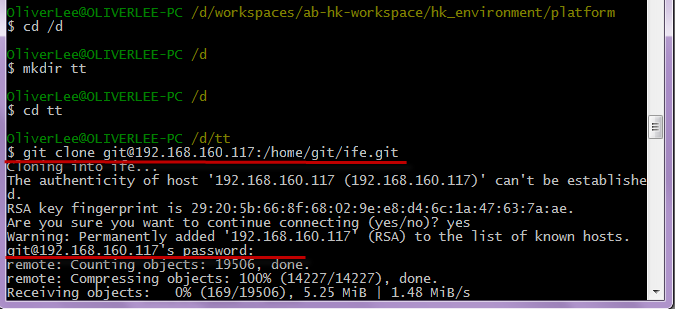 OliverLee@OLIVERLEE-PC /d/workspaces/ab-hk-workspace/hk_environment/platform
$ cd /d
OliverLee@OLIVERLEE-PC /d
$ mkdir tt
OliverLee@OLIVERLEE-PC /d
$ cd tt
OliverLee@OLIVERLEE-PC /d/tt
$ git clone git@192.168.160.117:/home/git/ife.git
Cloning into ife...
The authenticity of host '192.168.160.117 (192.168.160.117)' can't be establishe
d.
RSA key fingerprint is 29:20:5b:66:8f:68:02:9e:e8:d4:6c:1a:47:63:7a:ae.
Are you sure you want to continue connecting (yes/no)? yes
Warning: Permanently added '192.168.160.117' (RSA) to the list of known hosts.
git@192.168.160.117's password:
remote: Counting objects: 19506, done.
remote: Compressing objects: 100% (14227/14227), done.
Receiving objects:   0% (169/19506), 5.25 MiB | 1.48 MiB/s